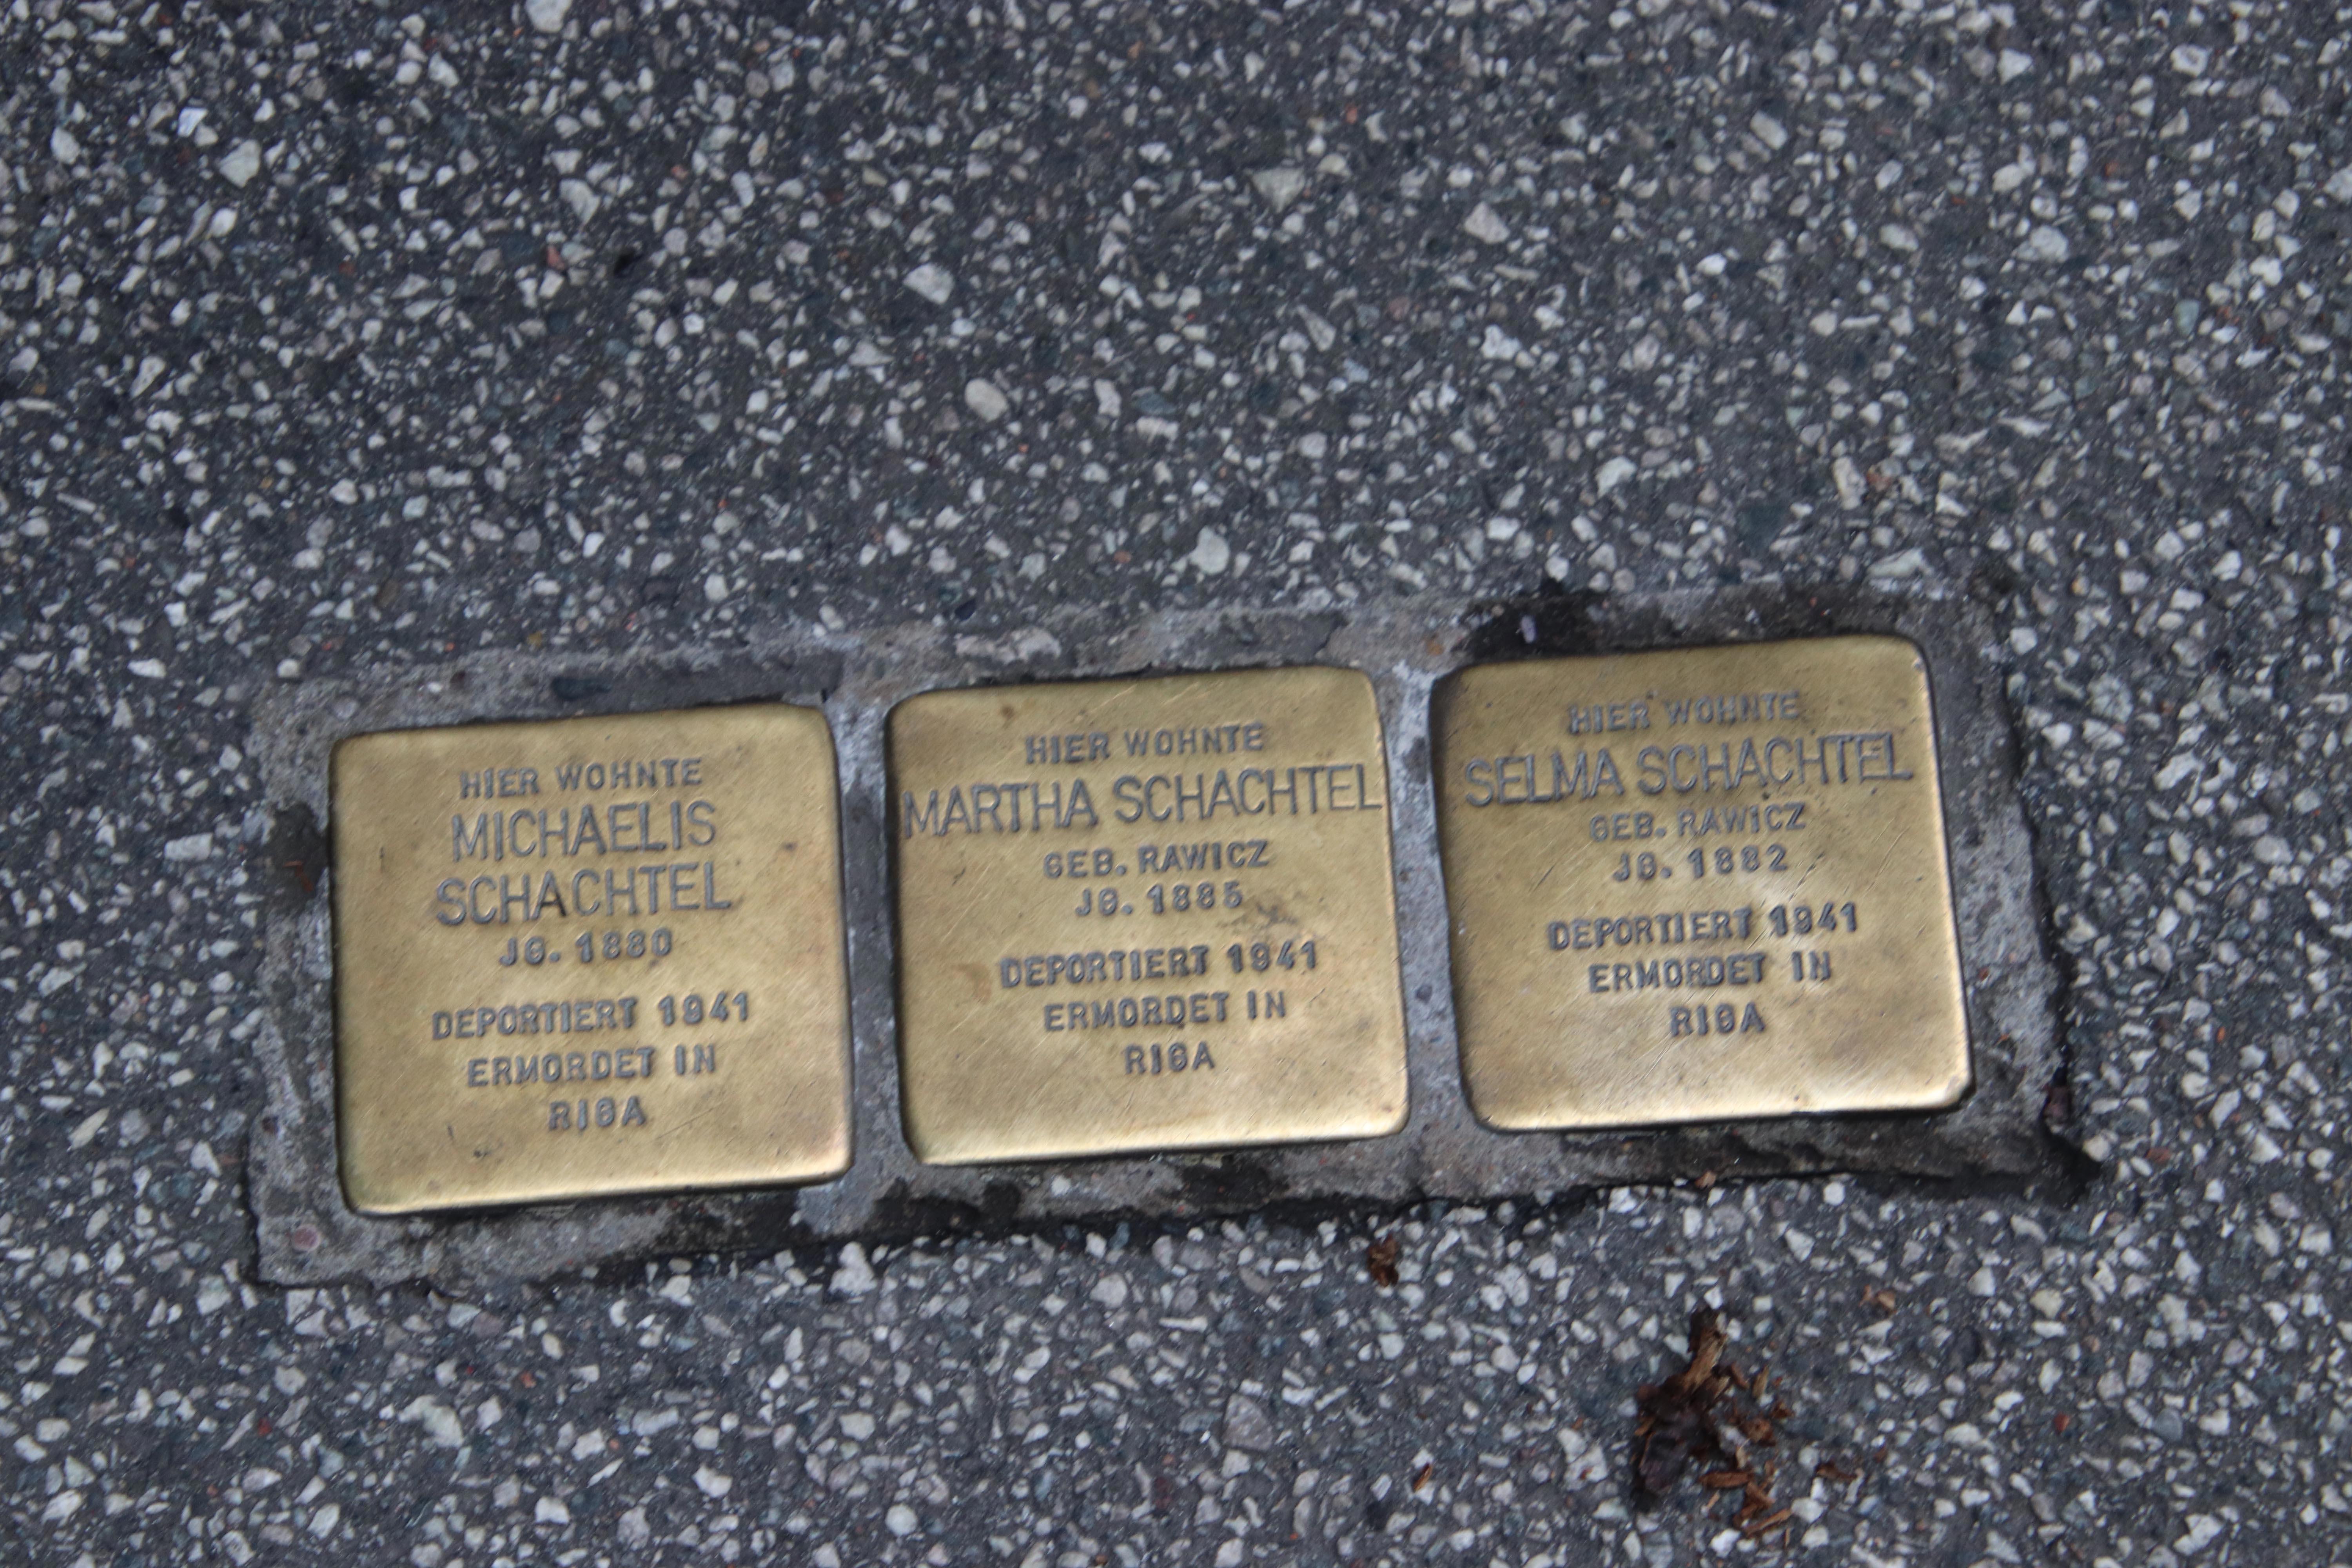 HIER WOHNTE
MICHAELIS
SCHACHTEL
JG. 1880
DEPORTIERT 1941
ERMORDET IN
RIGA
HIER WOHNTE
MARTHA SCHACHTEL
GEB. RAWICZ
JG. 1885
DEPORTIERT 1941
ERMORDET IN
RIGA
HIER WOHNTE
SELMA SCHACHTEL
GEB. RAWICZ
JG. 1882
DEPORTIERT 1941
ERMORDET IN
RIGA